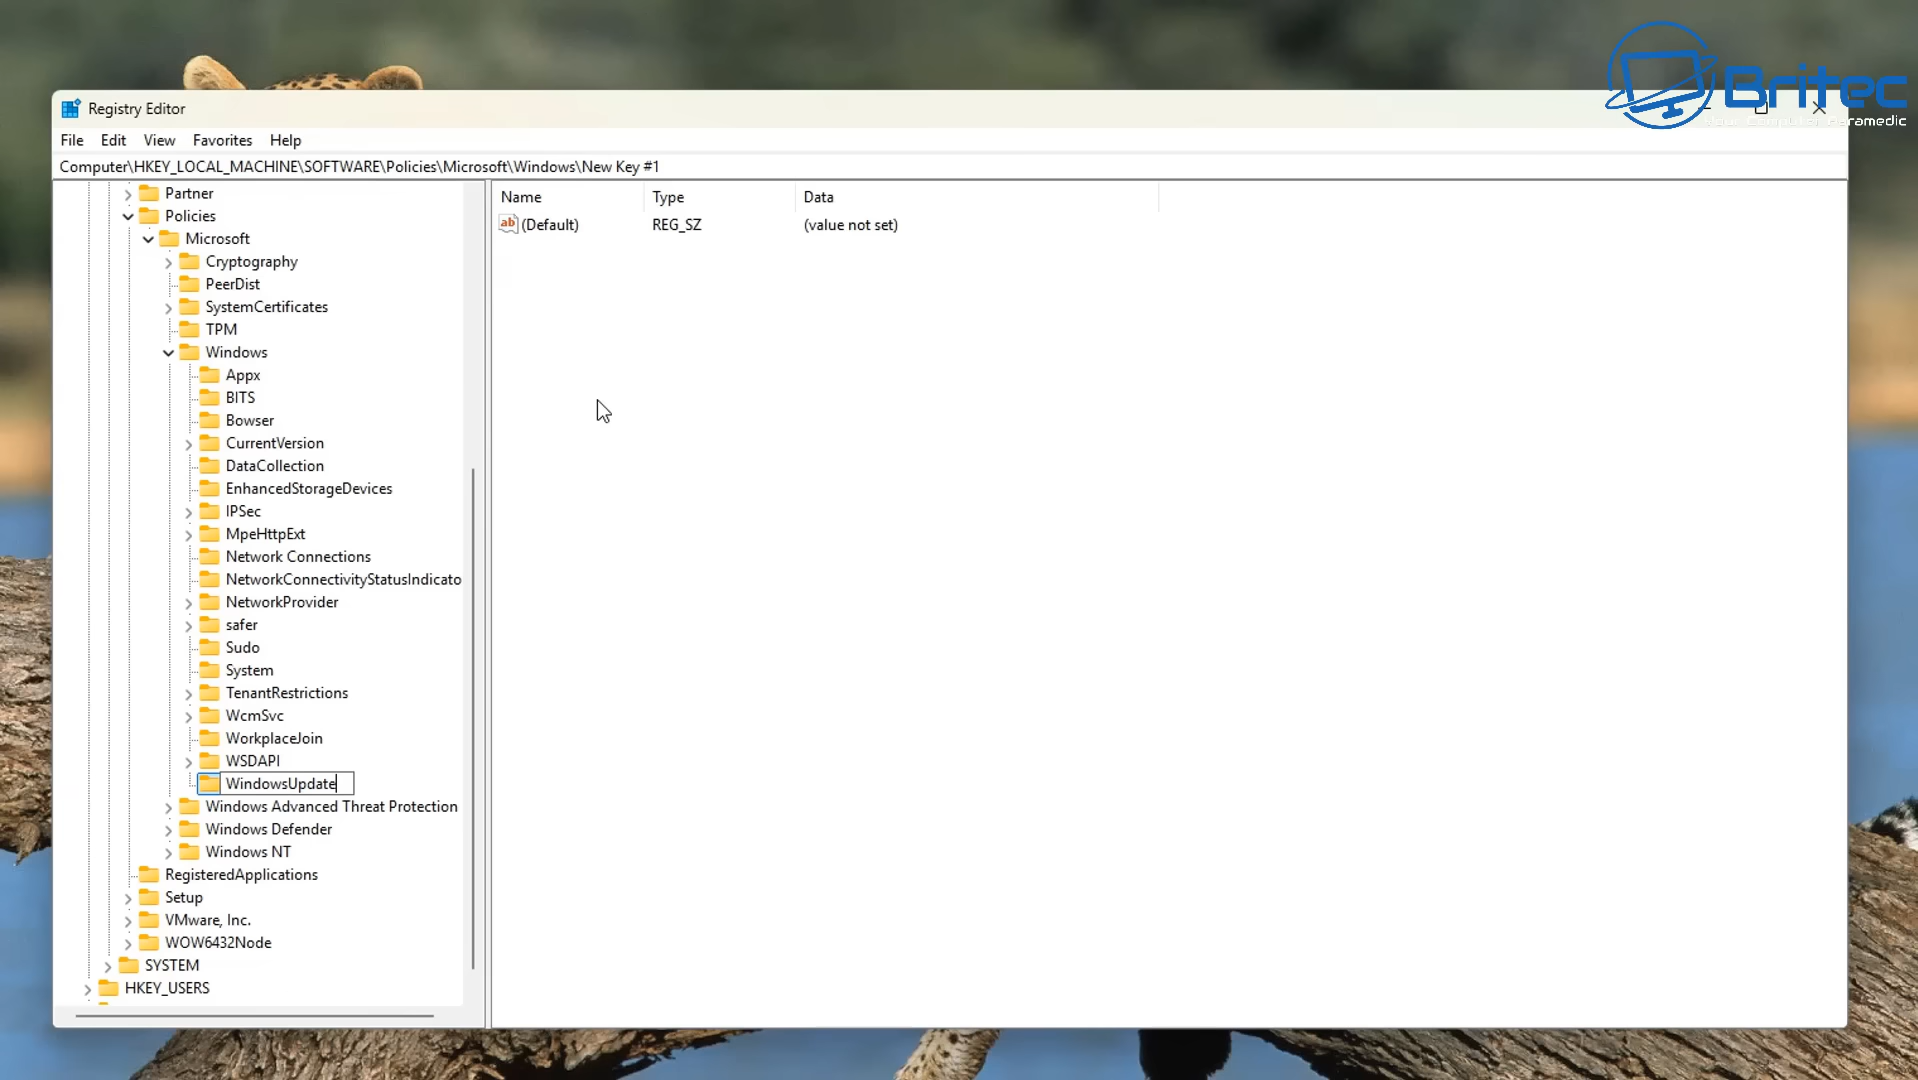 Britec
Your Computer Paramedic
Registry Editor
File Edit View Favorites Help
Computer\HKEY_LOCAL_MACHINE\SOFTWARE\Policies\Microsoft\Windows\New Key #1
Name Type Data
(Default) REG_SZ (value not set)
Partner
Policies
Microsoft
Cryptography
PeerDist
SystemCertificates
TPM
Windows
Appx
BITS
Bowser
CurrentVersion
DataCollection
EnhancedStorageDevices
IPSec
MpeHttpExt
Network Connections
NetworkConnectivityStatusIndicato
NetworkProvider
safer
Sudo
System
TenantRestrictions
WcmSvc
WorkplaceJoin
WSDAPI
WindowsUpdate
Windows Advanced Threat Protection
Windows Defender
Windows NT
RegisteredApplications
Setup
VMware, Inc.
WOW6432Node
SYSTEM
HKEY_USERS